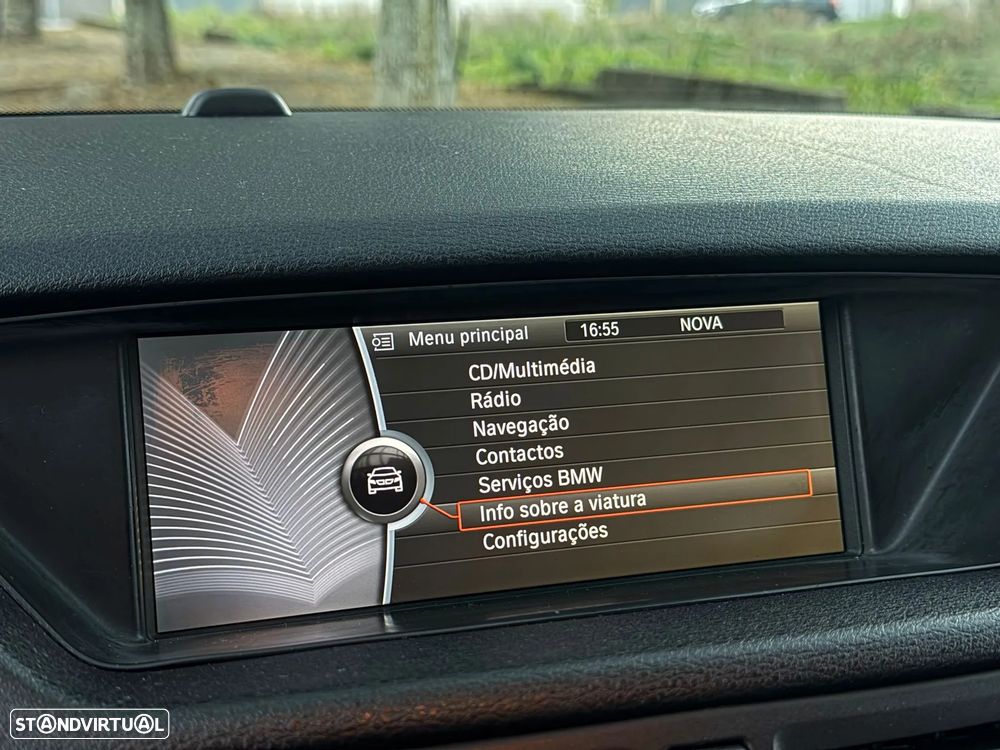 Menu principal 16:55 NOVA
CD/Multimédia
Rádio
Navegação
Contactos
Serviços BMW
Info sobre a viatura
Configurações
STANDVIRTUAL